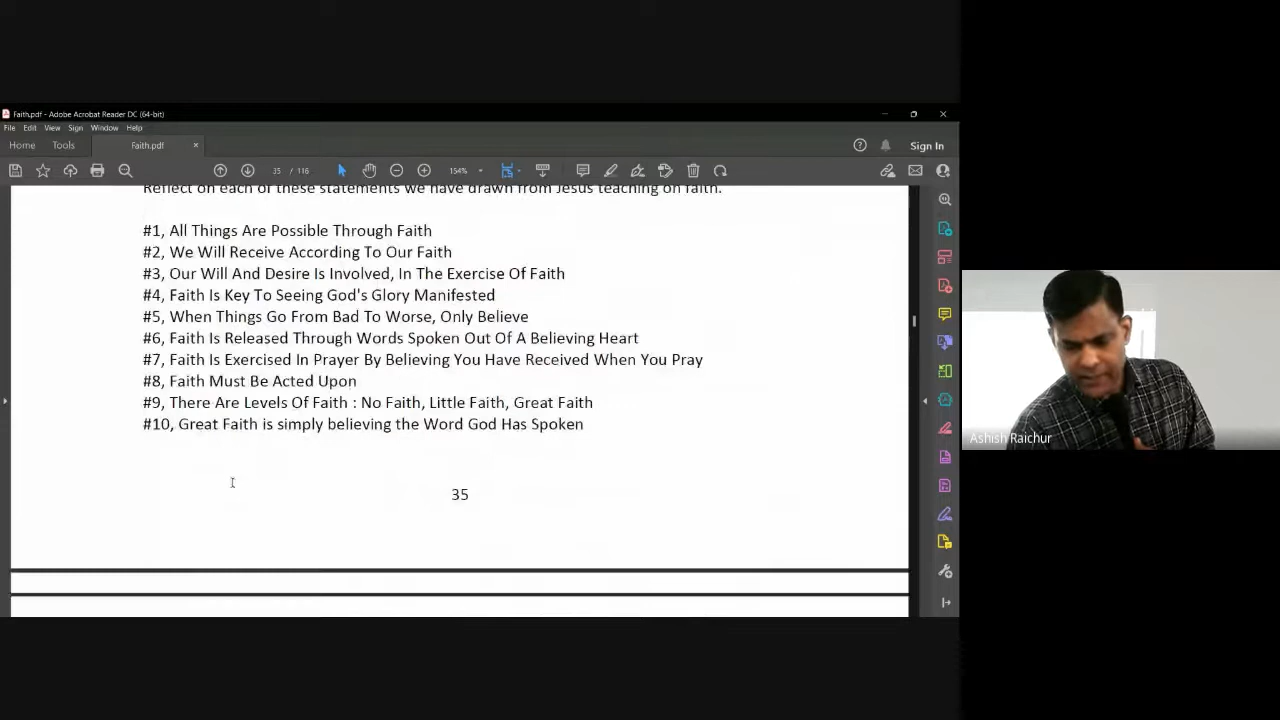 Faith.pdf - Adobe Acrobat Reader DC (64-bit)
File Edit View Sign Window Help
Home Tools Faith.pdf × Sign In
35 / 116 154%
Reflect on each of these statements we have drawn from Jesus teaching on faith.
#1, All Things Are Possible Through Faith
#2, We Will Receive According To Our Faith
#3, Our Will And Desire Is Involved, In The Exercise Of Faith
#4, Faith Is Key To Seeing God's Glory Manifested
#5, When Things Go From Bad To Worse, Only Believe
#6, Faith Is Released Through Words Spoken Out Of A Believing Heart
#7, Faith Is Exercised In Prayer By Believing You Have Received When You Pray
#8, Faith Must Be Acted Upon
#9, There Are Levels Of Faith : No Faith, Little Faith, Great Faith
#10, Great Faith is simply believing the Word God Has Spoken
35
Ashish Raichur